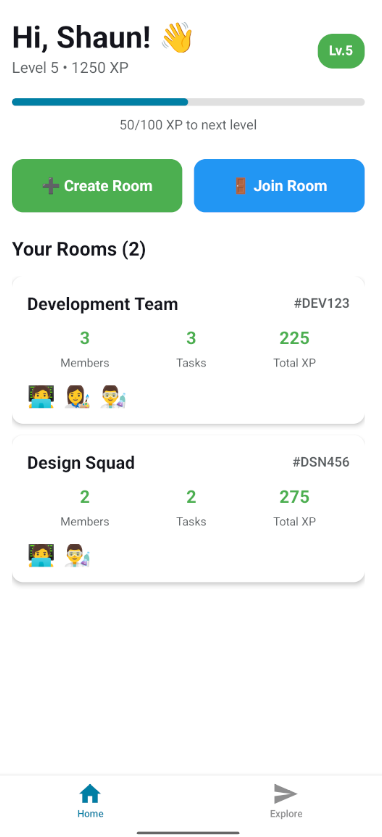 Hi, Shaun! 👋
Level 5 • 1250 XP
Lv.5
50/100 XP to next level
➕ Create Room
🚪 Join Room
Your Rooms (2)
Development Team
#DEV123
3 3 225
Members Tasks Total XP
Design Squad
#DSN456
2 2 275
Members Tasks Total XP
Home
Explore